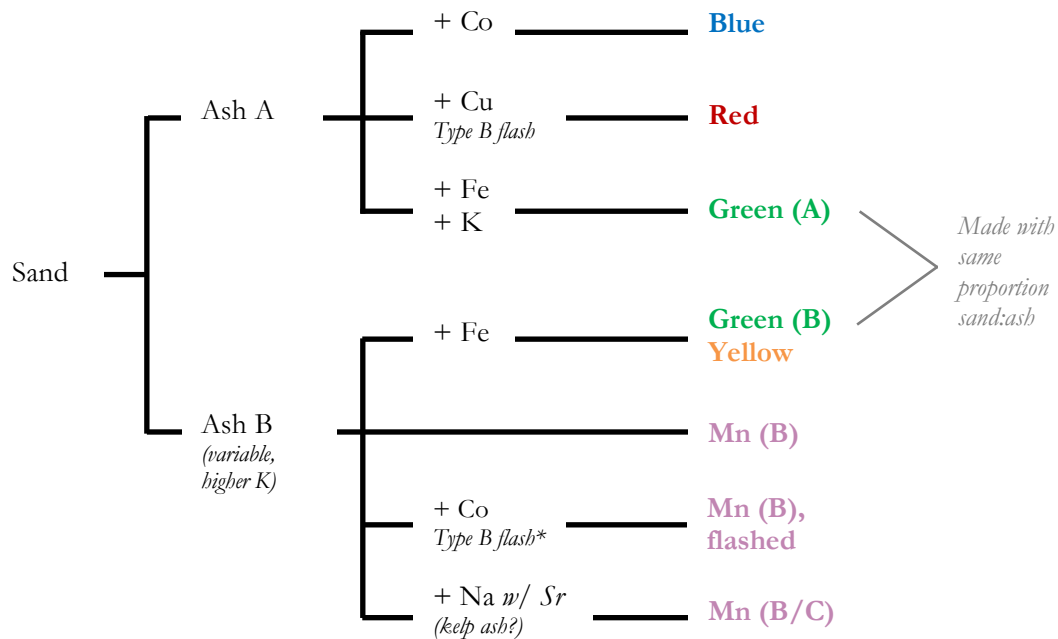 Sand
Ash A
+ Co
Blue
+ Cu
Type B flash
Red
+ Fe
+ K
Green (A)
Made with
same
proportion
sand:ash
Ash B
(variable,
higher K)
+ Fe
Green (B)
Yellow
Mn (B)
+ Co
Type B flash*
Mn (B),
flashed
+ Na w/ Sr
(kelp ash?)
Mn (B/C)